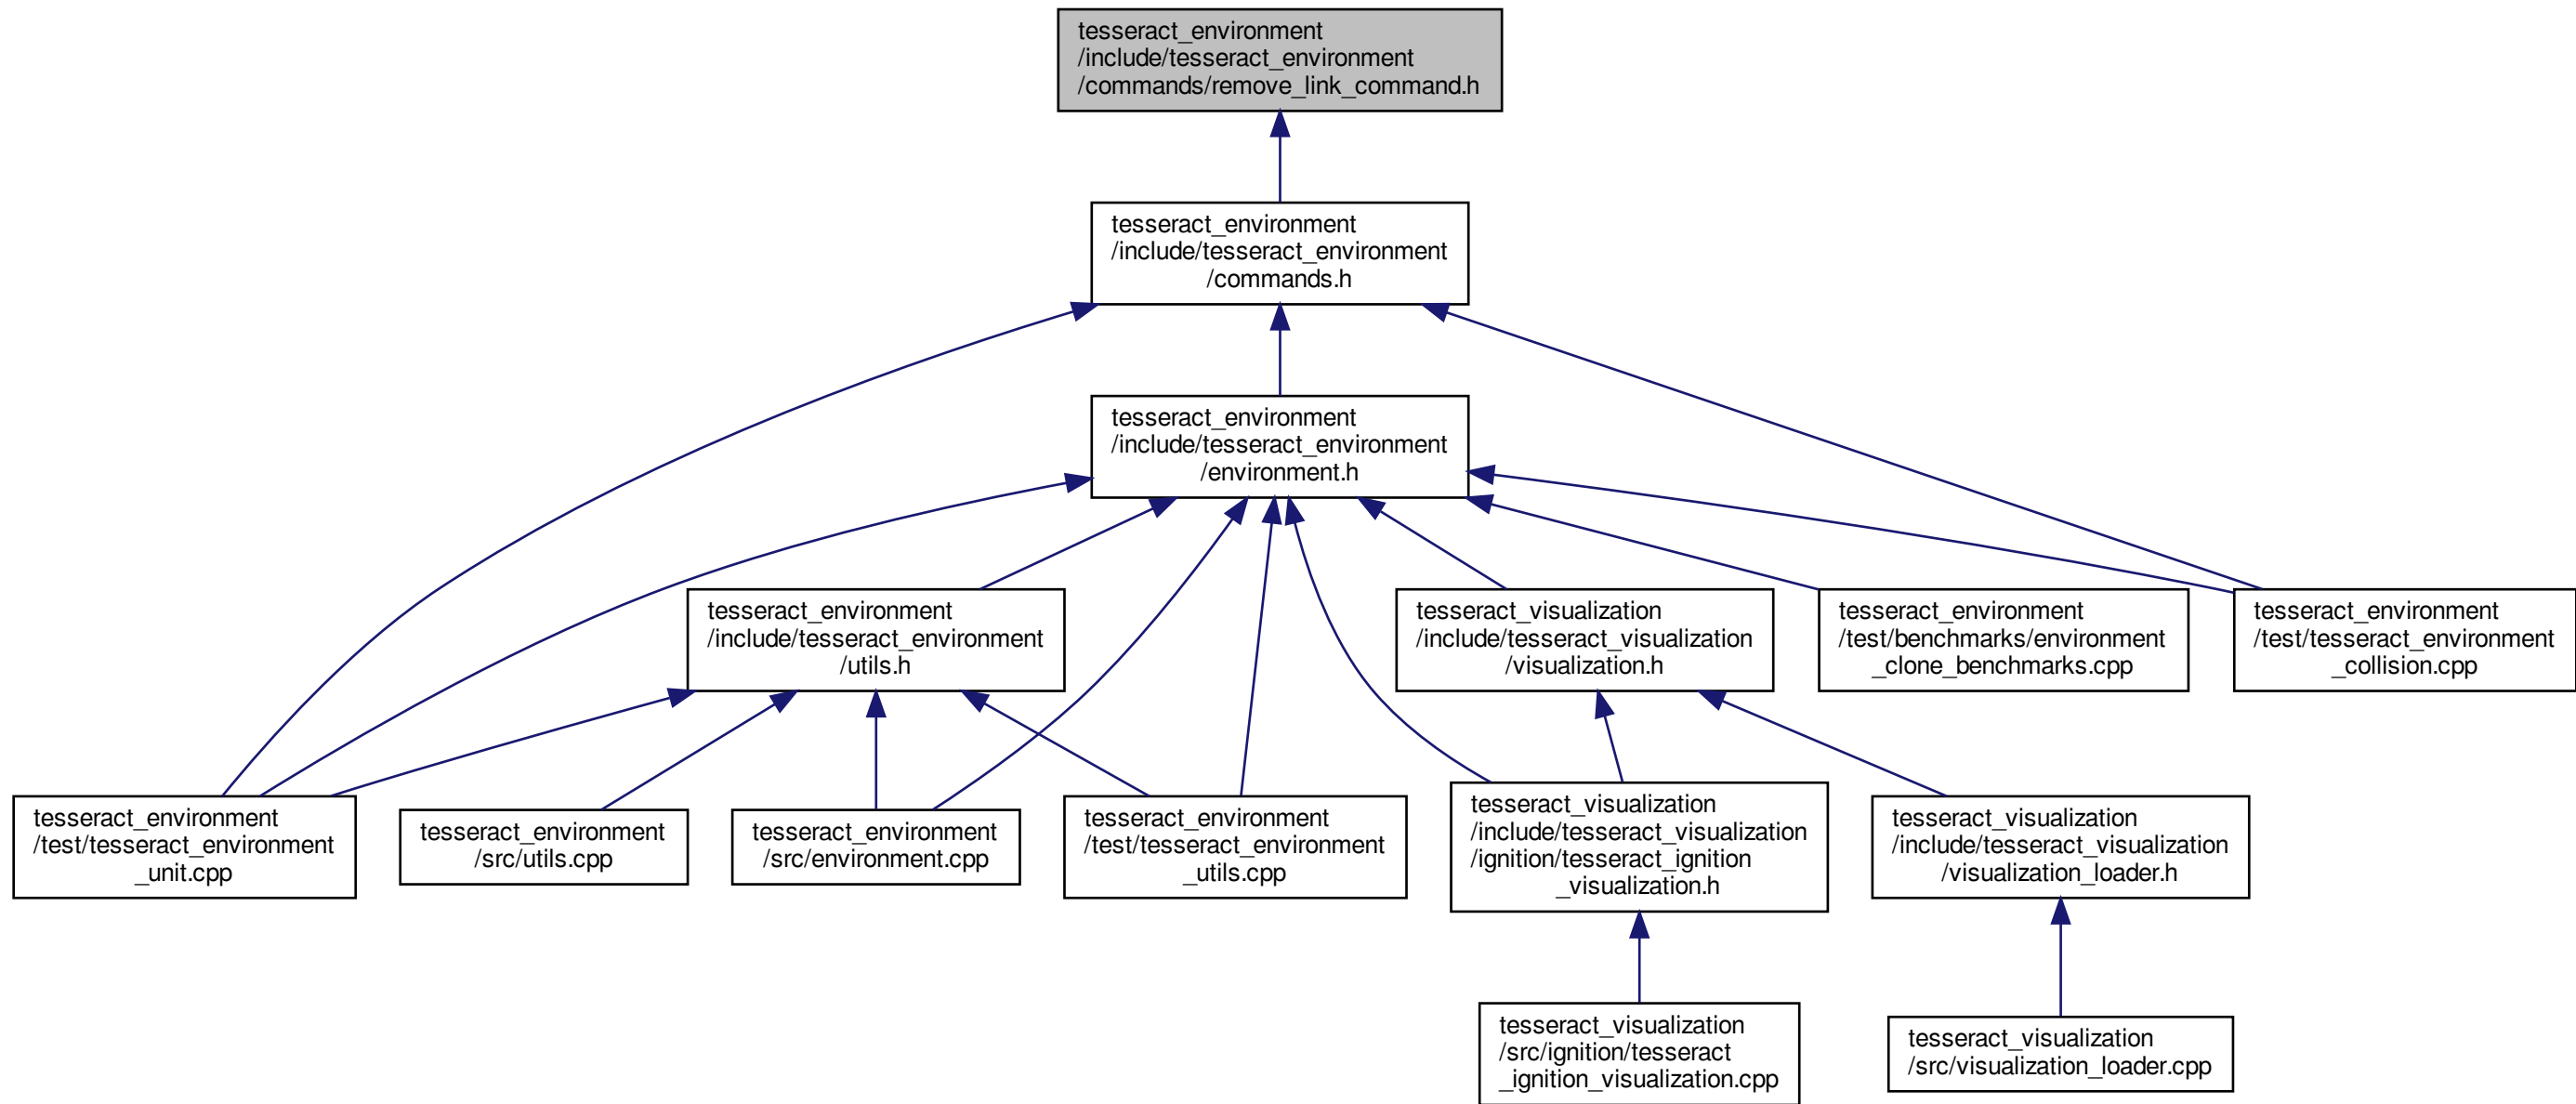 tesseract_environment
/include/tesseract_environment
/commands/remove_link_command.h
tesseract_environment
/include/tesseract_environment
/commands.h
tesseract_environment
/include/tesseract_environment
/environment.h
tesseract_environment
/include/tesseract_environment
/utils.h
tesseract_visualization
/include/tesseract_visualization
/visualization.h
tesseract_environment
/test/benchmarks/environment
_clone_benchmarks.cpp
tesseract_environment
/test/tesseract_environment
_collision.cpp
tesseract_environment
/test/tesseract_environment
_unit.cpp
tesseract_environment
/src/utils.cpp
tesseract_environment
/src/environment.cpp
tesseract_environment
/test/tesseract_environment
_utils.cpp
tesseract_visualization
/include/tesseract_visualization
/ignition/tesseract_ignition
_visualization.h
tesseract_visualization
/include/tesseract_visualization
/visualization_loader.h
tesseract_visualization
/src/ignition/tesseract
_ignition_visualization.cpp
tesseract_visualization
/src/visualization_loader.cpp